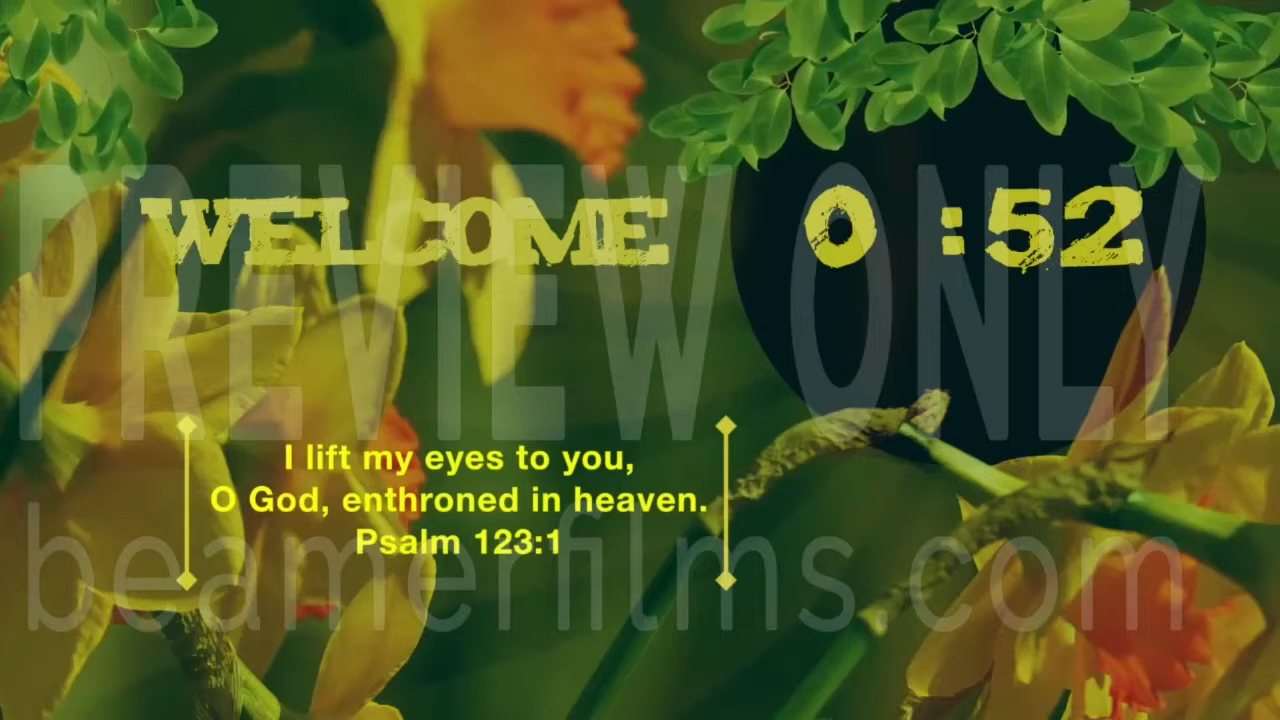 PREVIEW ONLY
WELCOME
0:52
I lift my eyes to you,
O God, enthroned in heaven.
Psalm 123:1
beamerfilms.com